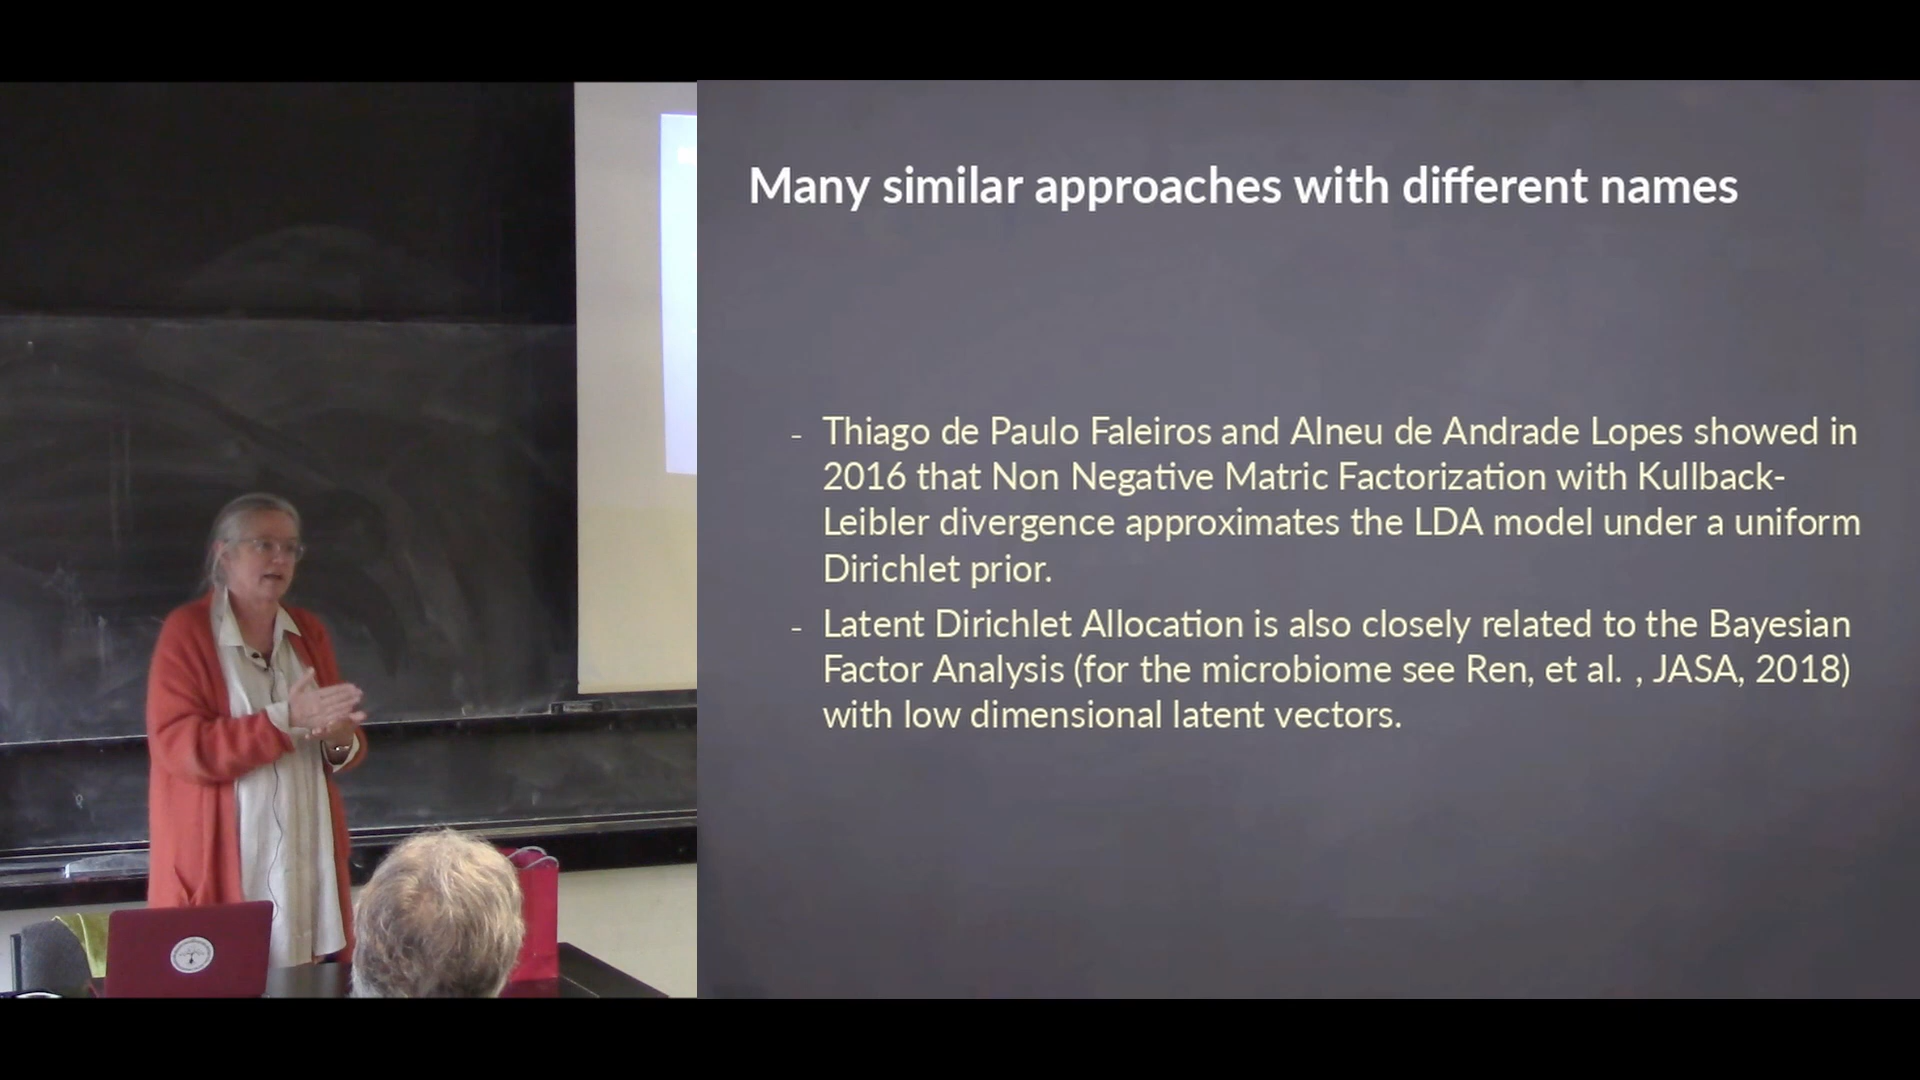 Many similar approaches with different names
- Thiago de Paulo Faleiros and Alneu de Andrade Lopes showed in
2016 that Non Negative Matric Factorization with Kullback-
Leibler divergence approximates the LDA model under a uniform
Dirichlet prior.
- Latent Dirichlet Allocation is also closely related to the Bayesian
Factor Analysis (for the microbiome see Ren, et al. , JASA, 2018)
with low dimensional latent vectors.